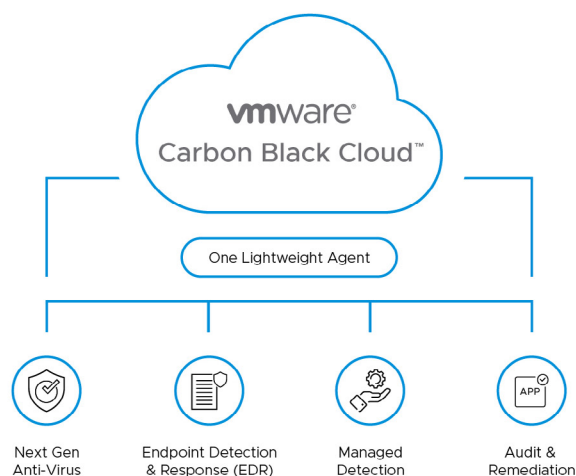 vmware®
Carbon Black Cloud™
One Lightweight Agent
APP
Next Gen
Anti-Virus
Endpoint Detection
& Response (EDR)
Managed
Detection
Audit &
Remediation